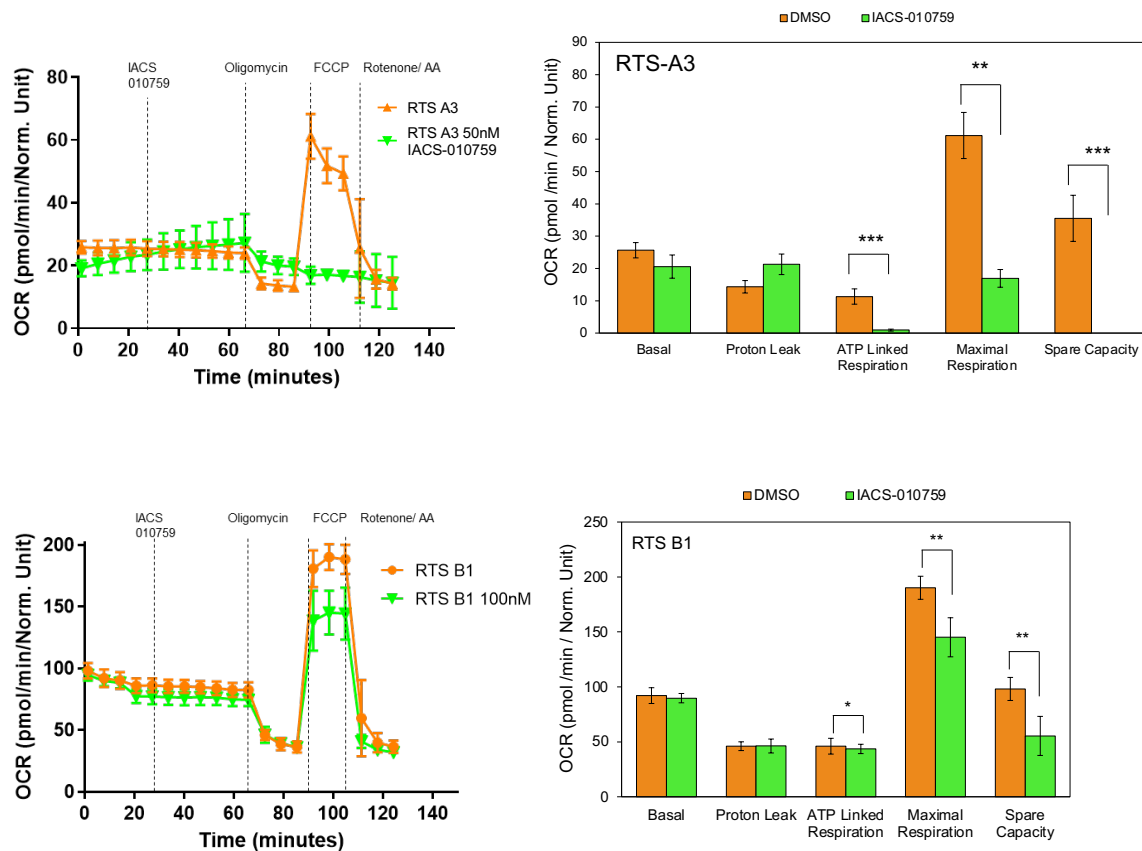 IACS
010759
Oligomycin
FCCP
Rotenone/ AA
RTS A3
RTS A3 50nM
IACS-010759
OCR (pmol/min/Norm. Unit)
80
60
40
20
0
0 20 40 60 80 100 120 140
Time (minutes)
DMSO IACS-010759
RTS-A3
OCR (pmol /min / Norm. Unit)
90
80
70
60
50
40
30
20
10
0
***
**
***
Basal
Proton Leak
ATP Linked
Respiration
Maximal
Respiration
Spare Capacity
IACS
010759
Oligomycin
FCCP
Rotenone/ AA
RTS B1
RTS B1 100nM
OCR (pmol/min/Norm. Unit)
200
150
100
50
0
0 20 40 60 80 100 120 140
Time (minutes)
DMSO IACS-010759
RTS B1
OCR (pmol /min / Norm. Unit)
250
200
150
100
50
0
*
**
**
Basal
Proton Leak
ATP Linked
Respiration
Maximal
Respiration
Spare
Capacity